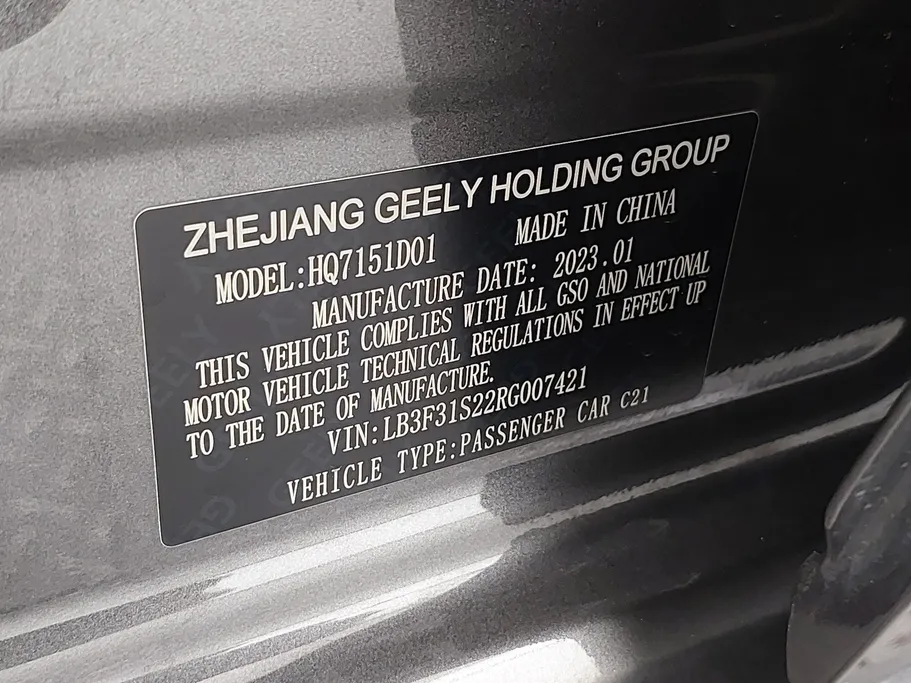 ZHEJIANG GEELY HOLDING GROUP
MODEL:HQ7151D01 MADE IN CHINA
MANUFACTURE DATE: 2023.01
THIS VEHICLE COMPLIES WITH ALL GSO AND NATIONAL
MOTOR VEHICLE TECHNICAL REGULATIONS IN EFFECT UP
TO THE DATE OF MANUFACTURE.
VIN:LB3F31S22RG007421
VEHICLE TYPE:PASSENGER CAR C21